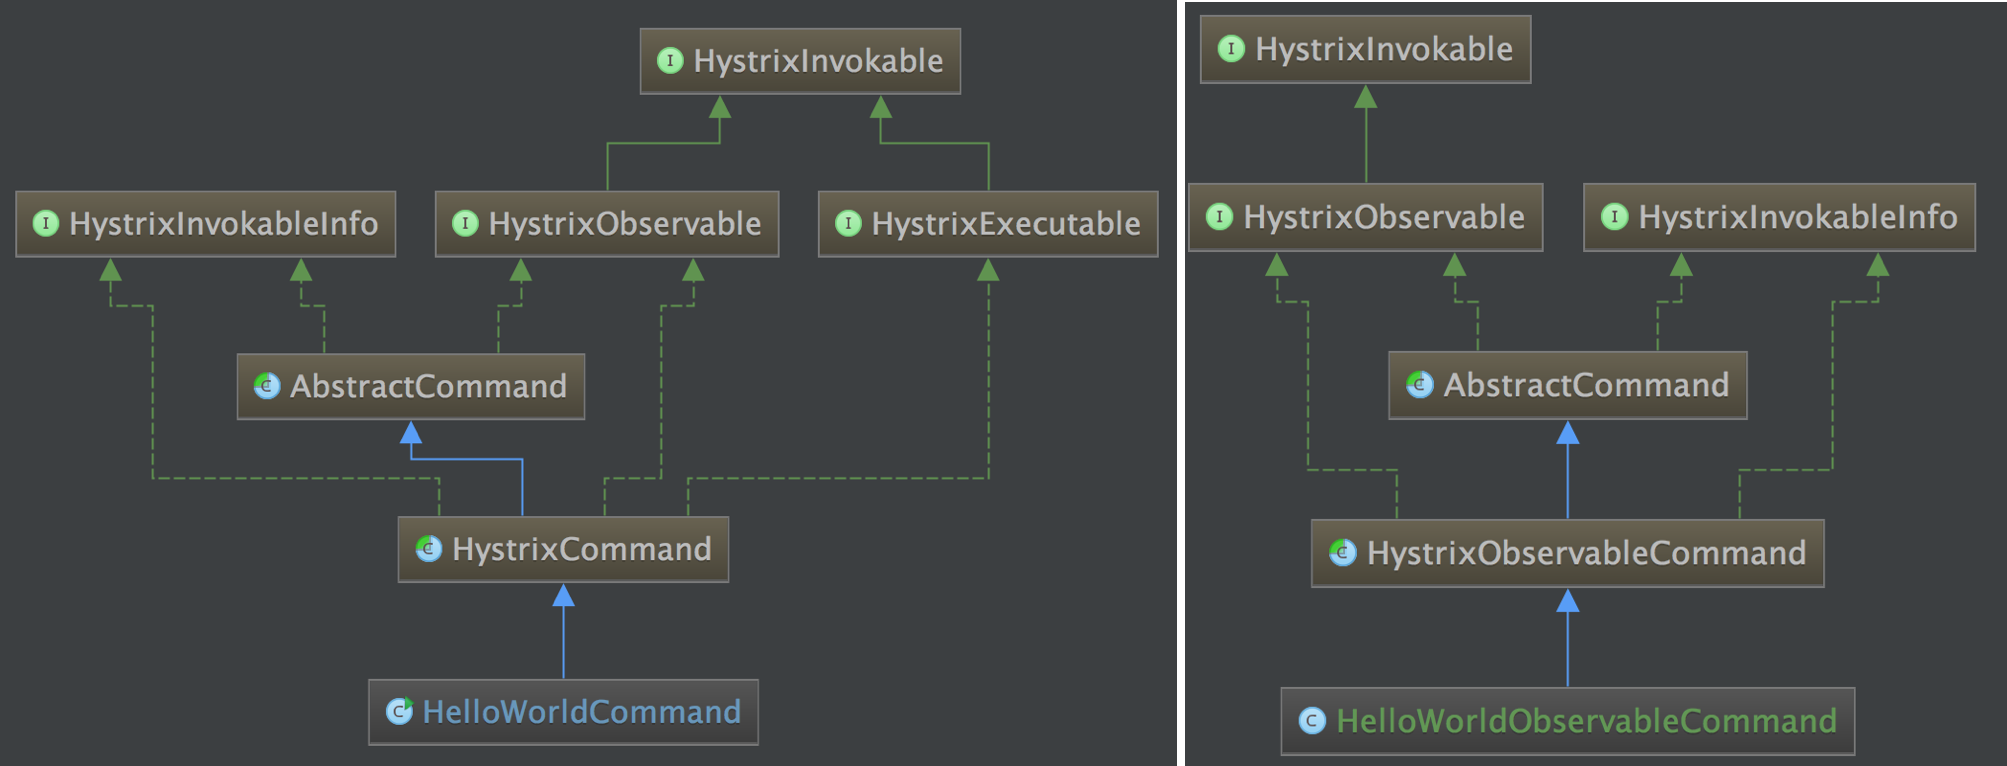 I HystrixInvokable
I HystrixInvokableInfo
I HystrixObservable
I HystrixExecutable
C AbstractCommand
C HystrixCommand
C HelloWorldCommand
I HystrixInvokable
I HystrixObservable
I HystrixInvokableInfo
C AbstractCommand
C HystrixObservableCommand
C HelloWorldObservableCommand